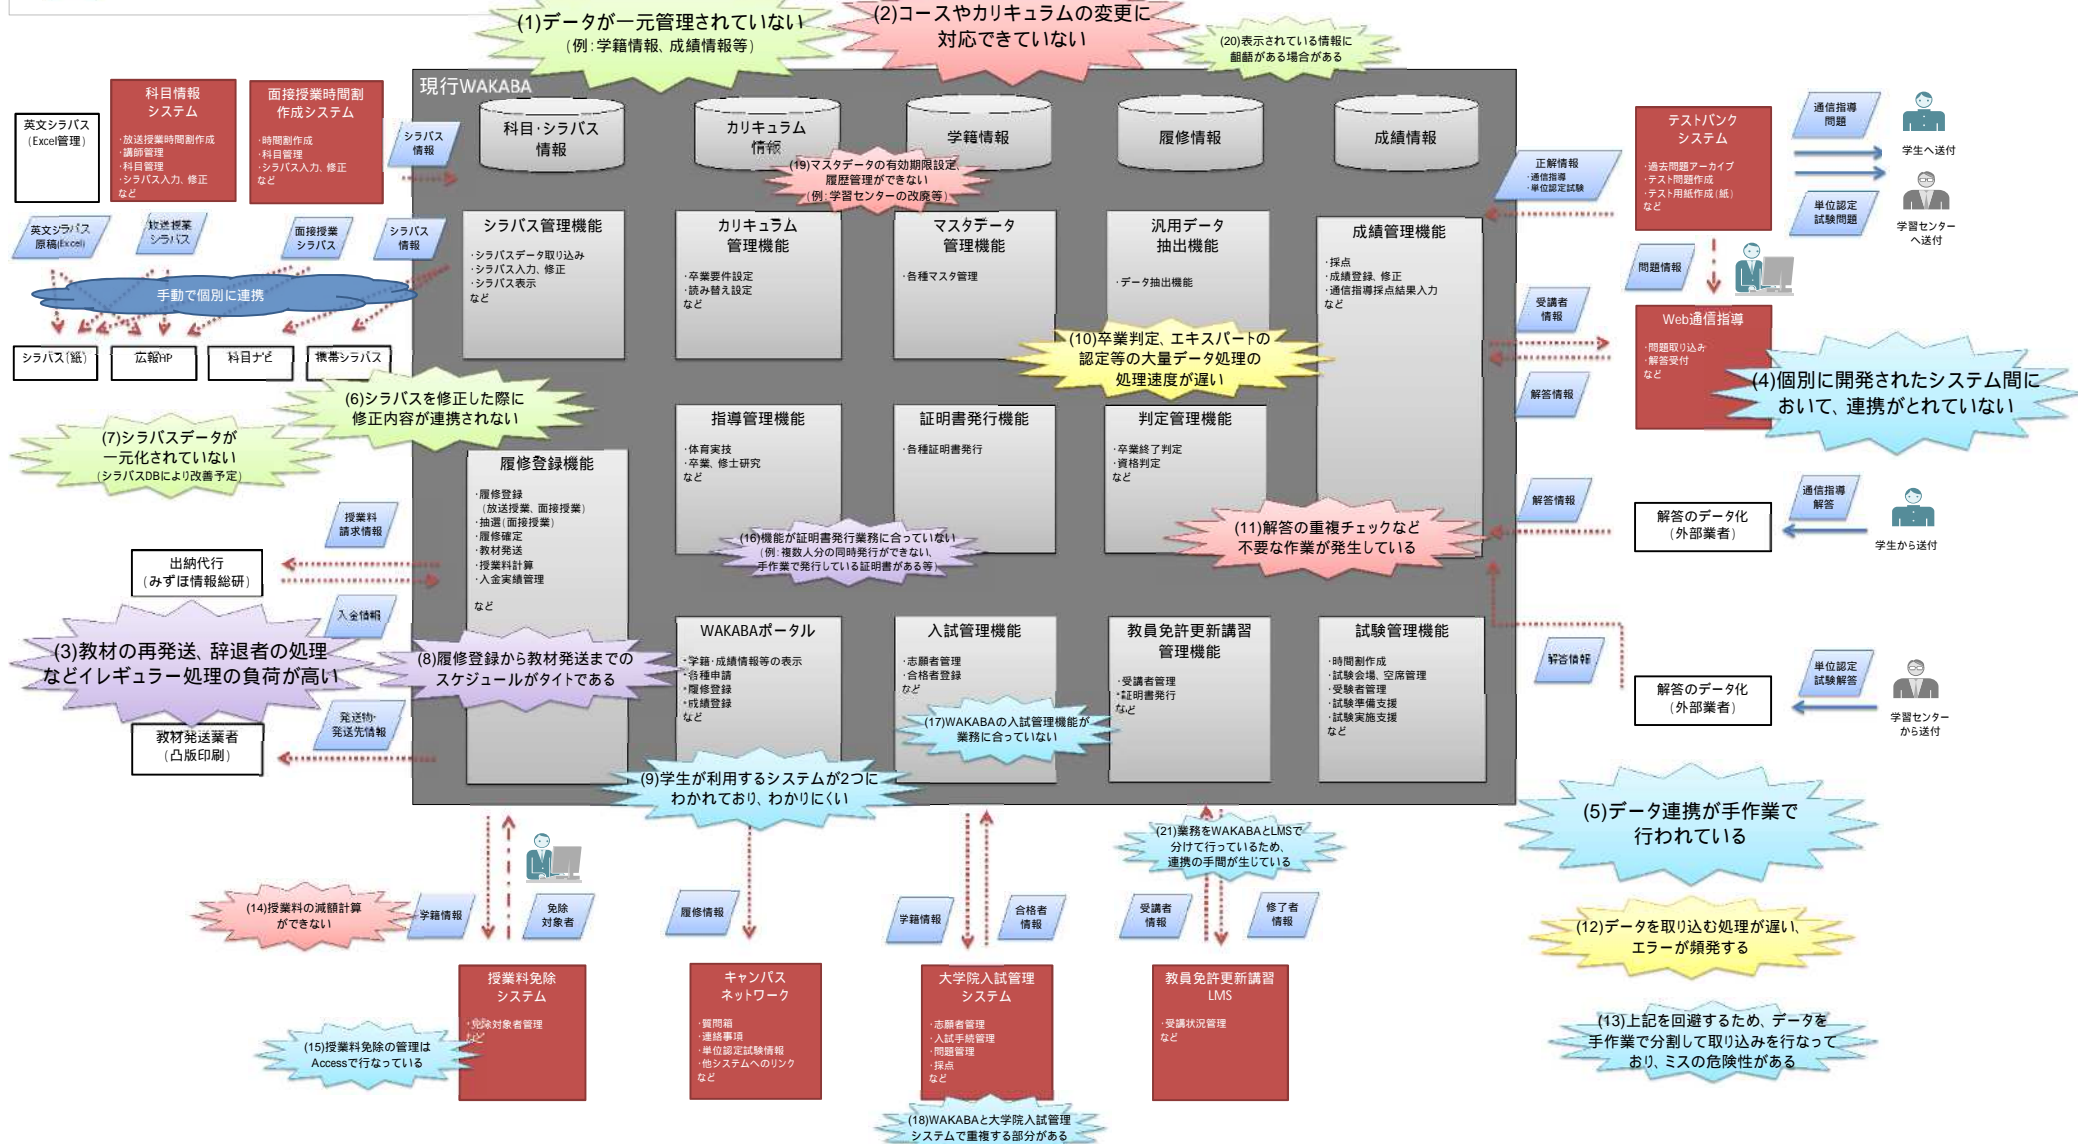 (1)データが一元管理されていない
(例:学籍情報、成績情報等)
(2)コースやカリキュラムの変更に
対応できていない
(20)表示されている情報に
齟齬がある場合がある
現行WAKABA
英文シラバス
(Excel管理)
科目情報
システム
・放送授業時間割作成
・講師管理
・科目管理
・シラバス入力、修正
など
面接授業時間割
作成システム
・時間割作成
・科目管理
・シラバス入力、修正
など
シラバス
情報
科目・シラバス
情報
カリキュラム
情報
学籍情報
履修情報
成績情報
(19)マスタデータの有効期限設定、
履歴管理ができない
(例:学習センターの改廃等)
正解情報
・通信指導
・単位認定試験
テストバンク
システム
・過去問題アーカイブ
・テスト問題作成
・テスト用紙作成(紙)
など
通信指導
問題
学生へ送付
単位認定
試験問題
学習センター
へ送付
英文シラバス
原稿(Excel)
放送授業
シラバス
面接授業
シラバス
シラバス
情報
手動で個別に連携
シラバス(紙)
広報HP
科目ナビ
携帯シラバス
シラバス管理機能
・シラバスデータ取り込み
・シラバス入力、修正
・シラバス表示
など
カリキュラム
管理機能
・卒業要件設定
・読み替え設定
など
マスタデータ
管理機能
・各種マスタ管理
汎用データ
抽出機能
・データ抽出機能
成績管理機能
・採点
・成績登録、修正
・通信指導採点結果入力
など
問題情報
受講者
情報
Web通信指導
・問題取り込み
・解答受付
など
解答情報
(4)個別に開発されたシステム間に
おいて、連携がとれていない
(10)卒業判定、エキスパートの
認定等の大量データ処理の
処理速度が遅い
(6)シラバスを修正した際に
修正内容が連携されない
(7)シラバスデータが
一元化されていない
(シラバスDBにより改善予定)
履修登録機能
・履修登録
(放送授業、面接授業)
・抽選(面接授業)
・履修確定
・教材発送
・授業料計算
・入金実績管理
など
指導管理機能
・体育実技
・卒業、修士研究
など
証明書発行機能
・各種証明書発行
判定管理機能
・卒業終了判定
・資格判定
など
(16)機能が証明書発行業務に合っていない
(例:複数人分の同時発行ができない、
手作業で発行している証明書がある等)
(11)解答の重複チェックなど
不要な作業が発生している
解答情報
解答のデータ化
(外部業者)
通信指導
解答
学生から送付
授業料
請求情報
出納代行
(みずほ情報総研)
入金情報
(3)教材の再発送、辞退者の処理
などイレギュラー処理の負荷が高い
(8)履修登録から教材発送までの
スケジュールがタイトである
発送物・
発送先情報
教材発送業者
(凸版印刷)
WAKABAポータル
・学籍・成績情報等の表示
・各種申請
・履修登録
・成績登録
など
入試管理機能
・志願者管理
・合格者登録
など
教員免許更新講習
管理機能
・受講者管理
・証明書発行
など
試験管理機能
・時間割作成
・試験会場、空席管理
・受験者管理
・試験準備支援
・試験実施支援
など
解答情報
解答のデータ化
(外部業者)
単位認定
試験解答
学習センター
から送付
(17)WAKABAの入試管理機能が
業務に合っていない
(9)学生が利用するシステムが2つに
わかれており、わかりにくい
(5)データ連携が手作業で
行われている
(21)業務をWAKABAとLMSで
分けて行っているため、
連携の手間が生じている
(14)授業料の減額計算
ができない
学籍情報
免除
対象者
履修情報
学籍情報
合格者
情報
受講者
情報
修了者
情報
(12)データを取り込む処理が遅い、
エラーが頻発する
授業料免除
システム
・免除対象者管理
など
キャンパス
ネットワーク
・質問箱
・連絡事項
・単位認定試験情報
・他システムへのリンク
など
大学院入試管理
システム
・志願者管理
・入試手続管理
・問題管理
・採点
など
教員免許更新講習
LMS
・受講状況管理
など
(15)授業料免除の管理は
Accessで行なっている
(13)上記を回避するため、データを
手作業で分割して取り込みを行なって
おり、ミスの危険性がある
(18)WAKABAと大学院入試管理
システムで重複する部分がある